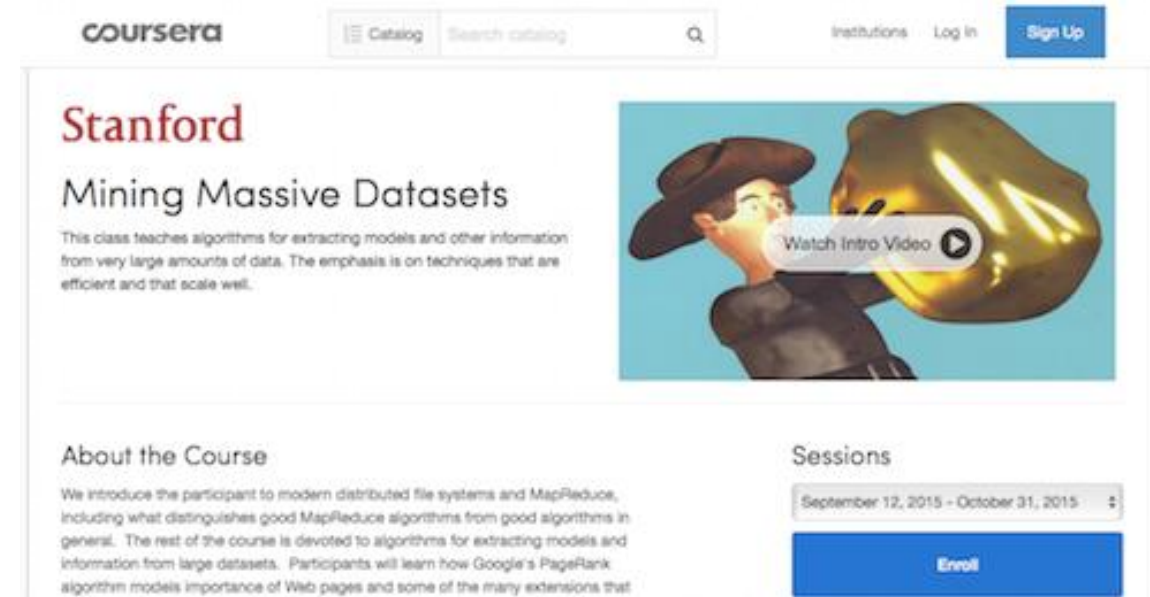 coursera
Catalog
Search catalog
Institutions
Log In
Sign Up
Stanford
Mining Massive Datasets
This class teaches algorithms for extracting models and other information
from very large amounts of data. The emphasis is on techniques that are
efficient and that scale well.
Watch Intro Video
About the Course
We introduce the participant to modern distributed file systems and MapReduce,
including what distinguishes good MapReduce algorithms from good algorithms in
general. The rest of the course is devoted to algorithms for extracting models and
information from large datasets. Participants will learn how Google's PageRank
algorithm models importance of Web pages and some of the many extensions that
Sessions
September 12, 2015 - October 31, 2015
Enroll